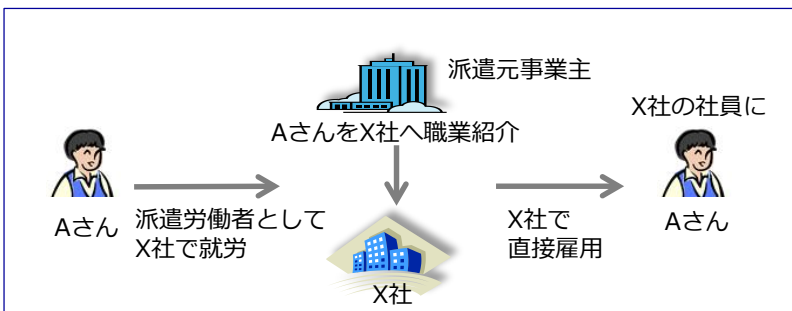 派遣元事業主
X社の社員に
AさんをX社へ職業紹介
Aさん
派遣労働者として
X社で就労
X社
X社で
直接雇用
Aさん